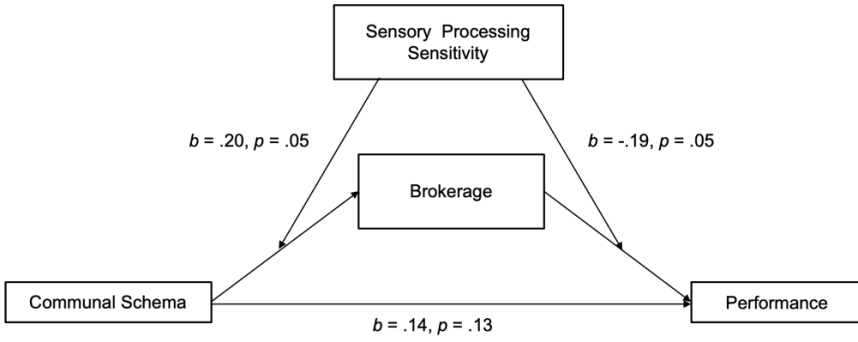 Sensory Processing
Sensitivity
b = .20, p = .05
b = -.19, p = .05
Brokerage
Communal Schema
Performance
b = .14, p = .13